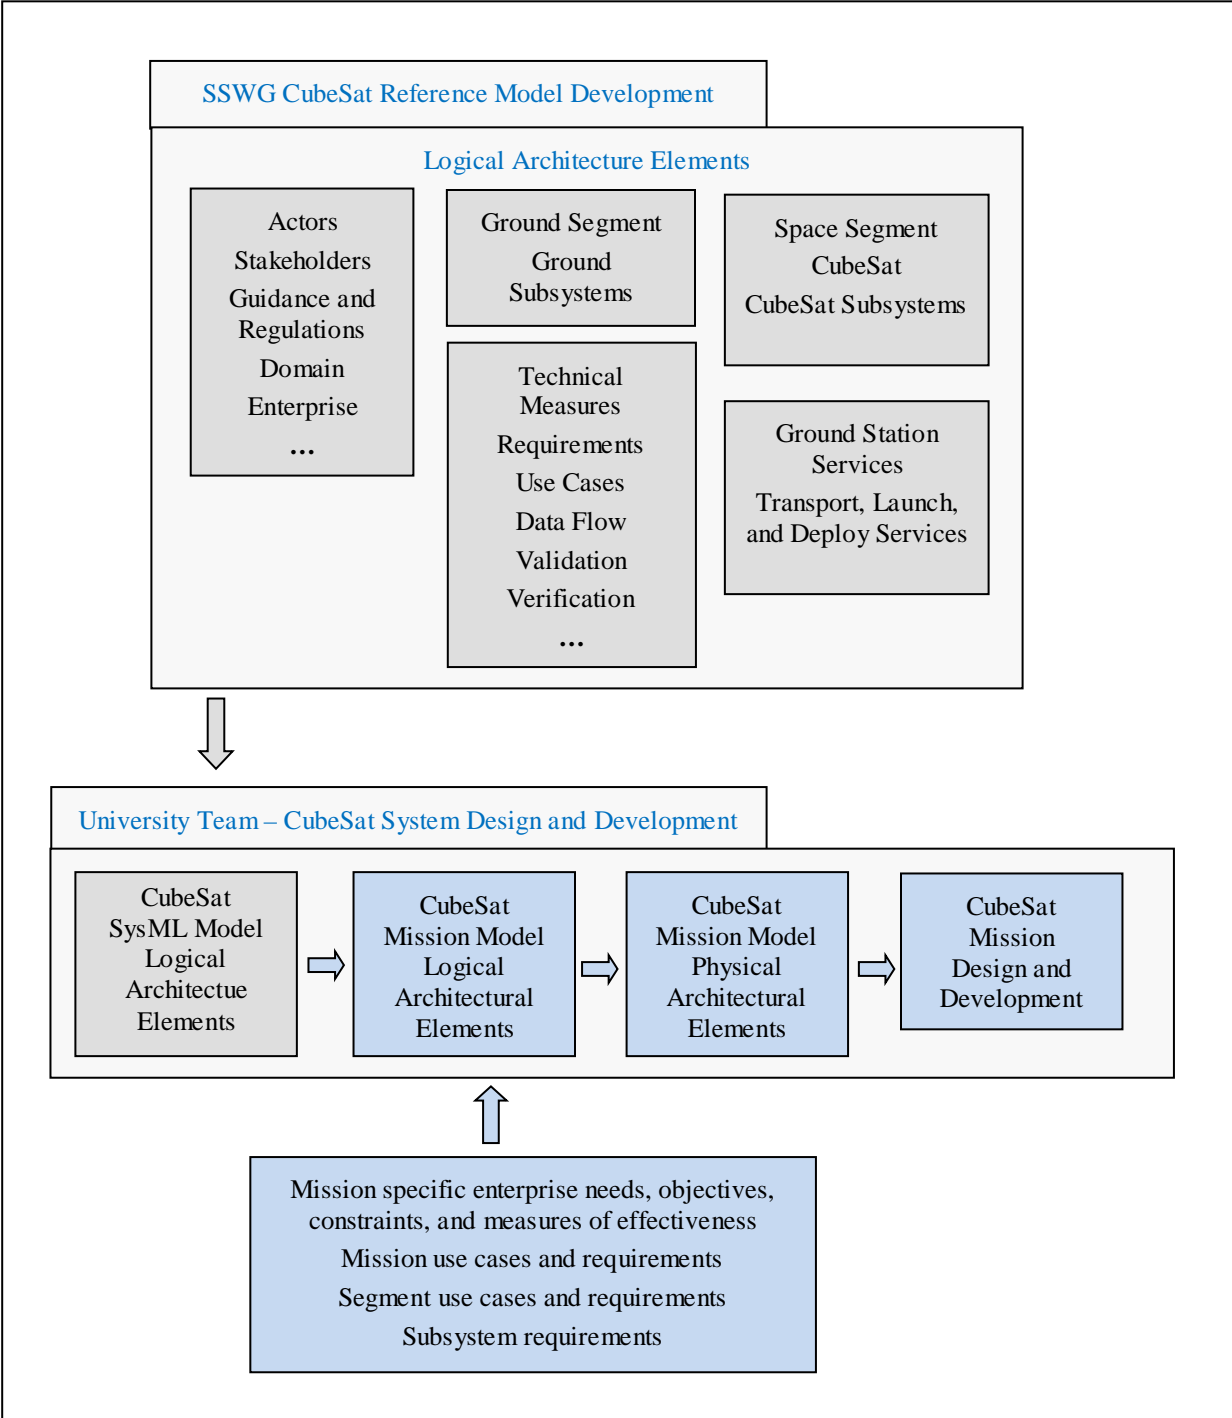 SSWG CubeSat Reference Model Development
Logical Architecture Elements
Actors
Stakeholders
Guidance and
Regulations
Domain
Enterprise
...
Ground Segment
Ground
Subsystems
Technical
Measures
Requirements
Use Cases
Data Flow
Validation
Verification
...
Space Segment
CubeSat
CubeSat Subsystems
Ground Station
Services
Transport, Launch,
and Deploy Services
University Team – CubeSat System Design and Development
CubeSat
SysML Model
Logical
Architectue
Elements
CubeSat
Mission Model
Logical
Architectural
Elements
CubeSat
Mission Model
Physical
Architectural
Elements
CubeSat
Mission
Design and
Development
Mission specific enterprise needs, objectives,
constraints, and measures of effectiveness
Mission use cases and requirements
Segment use cases and requirements
Subsystem requirements